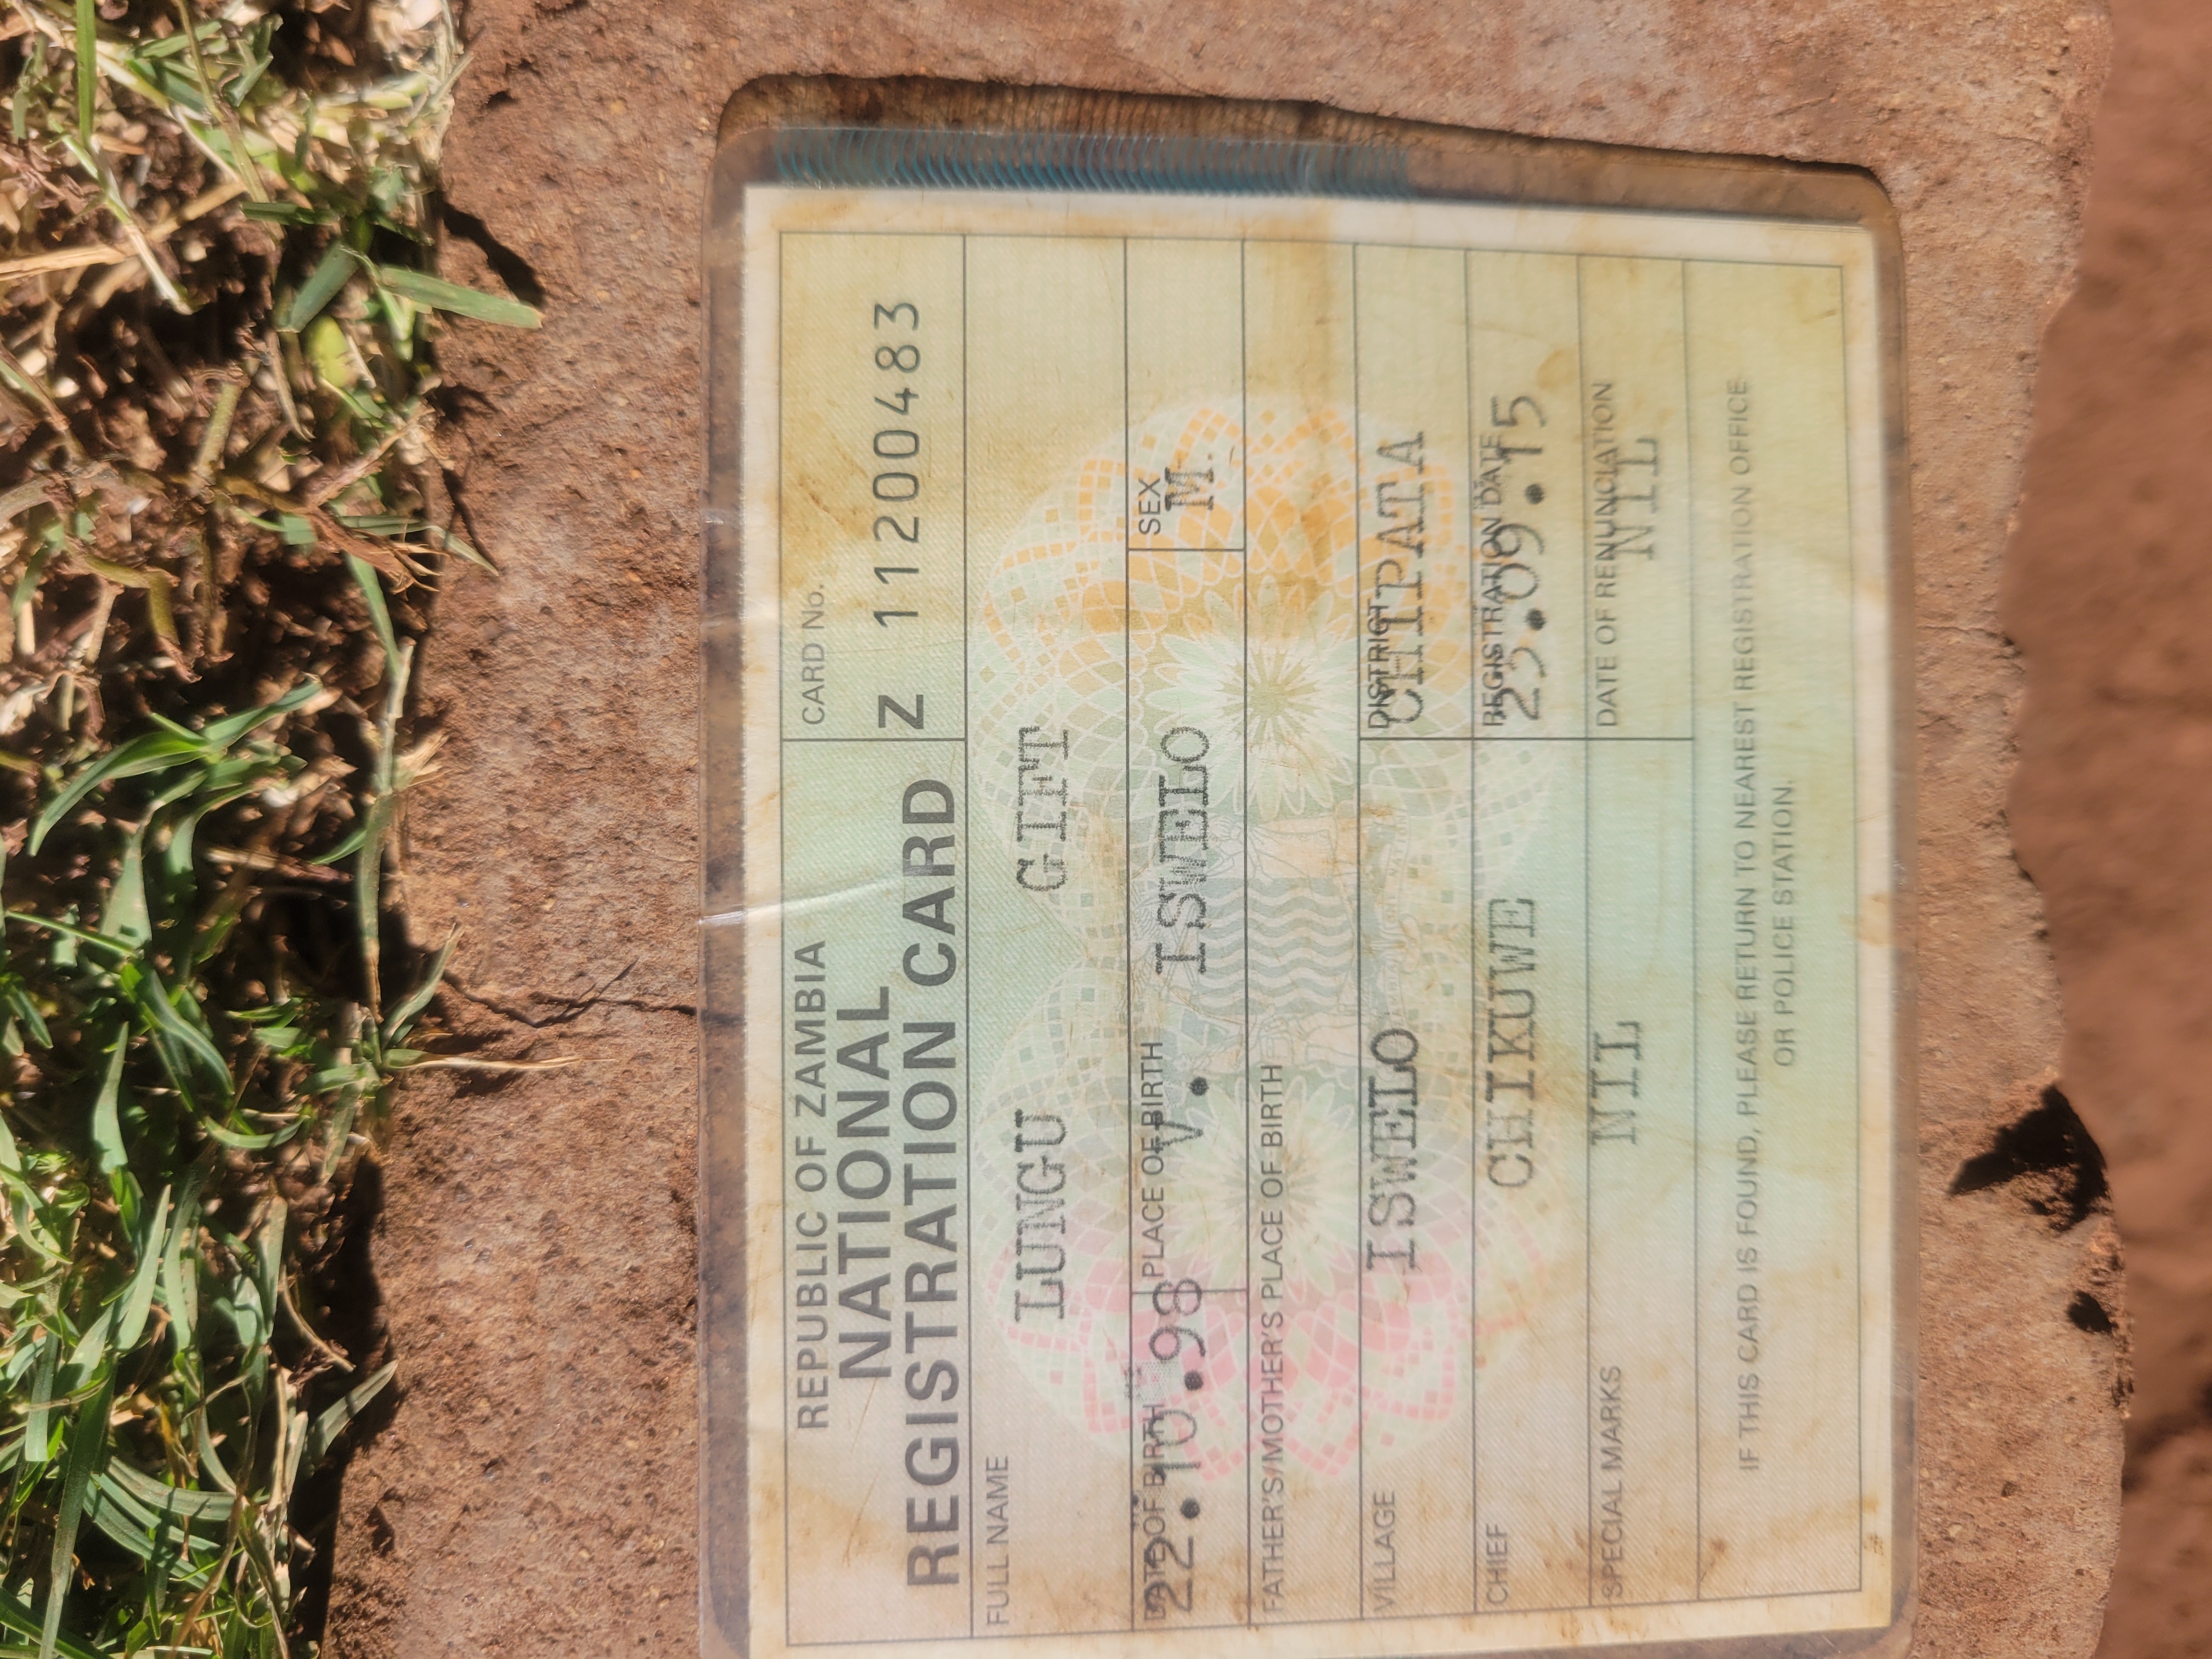 REPUBLIC OF ZAMBIA
NATIONAL
REGISTRATION CARD
CARD No.
Z 11200483
FULL NAME
LUNGU GIFT
DATE OF BIRTH
22.10.98
PLACE OF BIRTH
V. ISWELO
SEX
M.
FATHER'S/MOTHER'S PLACE OF BIRTH
VILLAGE
ISWELO
DISTRICT
CHIPATA
CHIEF
CHIKUWE
REGISTRATION DATE
23.09.15
SPECIAL MARKS
NIL
DATE OF RENUNCIATION
NIL
IF THIS CARD IS FOUND, PLEASE RETURN TO NEAREST REGISTRATION OFFICE
OR POLICE STATION.